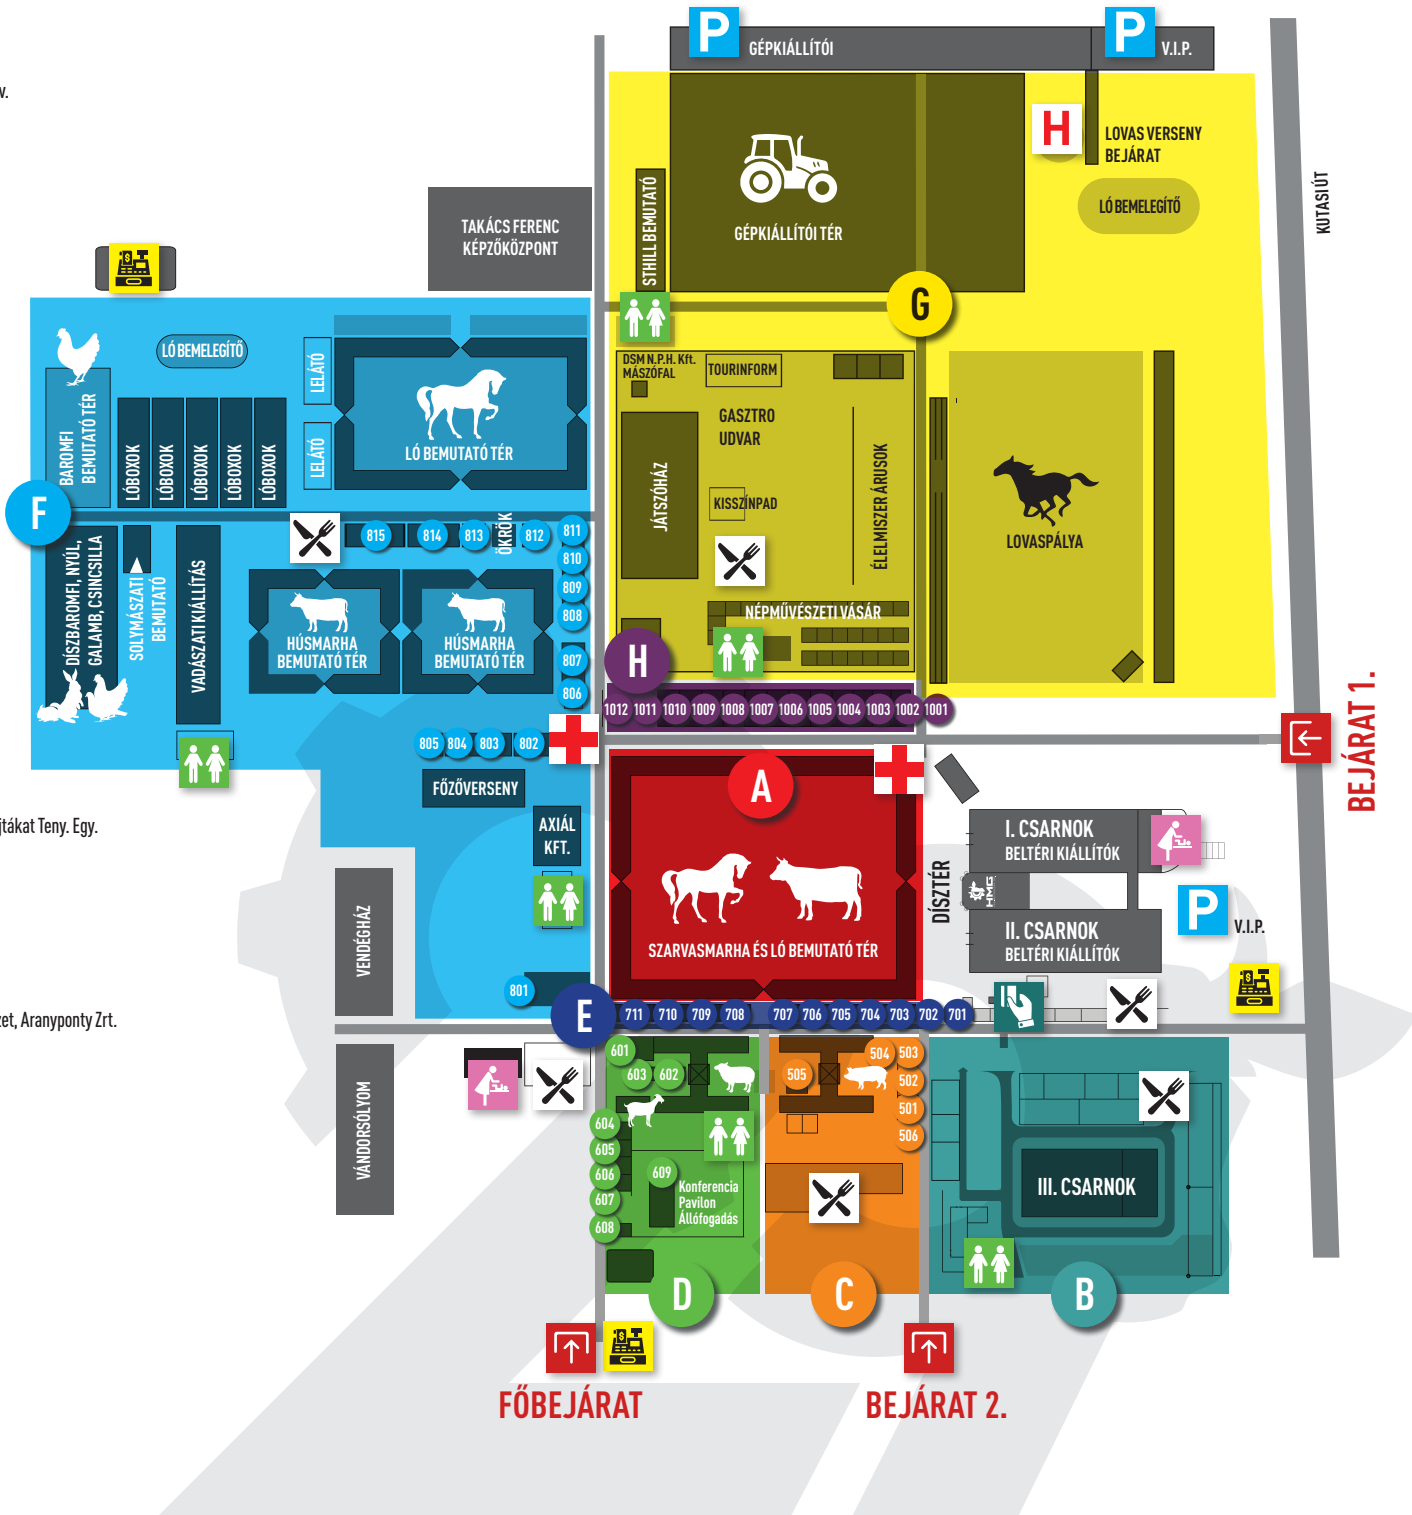 P
GÉPKIÁLLÍTÓI
P
V.I.P.
v.
H
LOVAS VERSENY
BEJÁRAT
LÓ BEMELEGÍTŐ
KUTASI ÚT
GÉPKIÁLLÍTÓI TÉR
STHILL BEMUTATÓ
TAKÁCS FERENC
KÉPZŐKÖZPONT
G
LÓ BEMELEGÍTŐ
LELÁTÓ
LELÁTÓ
LÓ BEMUTATÓ TÉR
BAROMFI
BEMUTATÓ TÉR
LÓBOXOK
LÓBOXOK
LÓBOXOK
LÓBOXOK
LÓBOXOK
DSM N.P.H. Kft.
MÁSZÓFAL
TOURINFORM
GASZTRO
UDVAR
JÁTSZÓHÁZ
KISSZÍNPAD
ÉLELMISZER ÁRUSOK
LOVASPÁLYA
NÉPMŰVÉSZETI VÁSÁR
F
815
814
813
ÖKRÖK
812
811
810
809
808
807
806
DÍSZBAROMFI, NYÚL,
GALAMB, CSINCSILLA
SOLYMÁSZATI
BEMUTATÓ
VADÁSZATI KIÁLLÍTÁS
HÚSMARHA
BEMUTATÓ TÉR
HÚSMARHA
BEMUTATÓ TÉR
H
1012
1011
1010
1009
1008
1007
1006
1005
1004
1003
1002
1001
BEJÁRAT 1.
805
804
803
802
FŐZŐVERSENY
AXIÁL
KFT.
A
SZARVASMARHA ÉS LÓ BEMUTATÓ TÉR
DÍSZTÉR
I. CSARNOK
BELTÉRI KIÁLLÍTÓK
HMG
II. CSARNOK
BELTÉRI KIÁLLÍTÓK
P
V.I.P.
jtákat Teny. Egy.
VENDÉGHÁZ
801
zet, Aranyponty Zrt.
E
711
710
709
708
707
706
705
704
703
702
701
VÁNDORSOLYOM
601
603
602
604
605
606
607
608
609
Konferencia
Pavilon
Állófogadás
505
504
503
502
501
506
III. CSARNOK
D
C
B
FŐBEJÁRAT
BEJÁRAT 2.